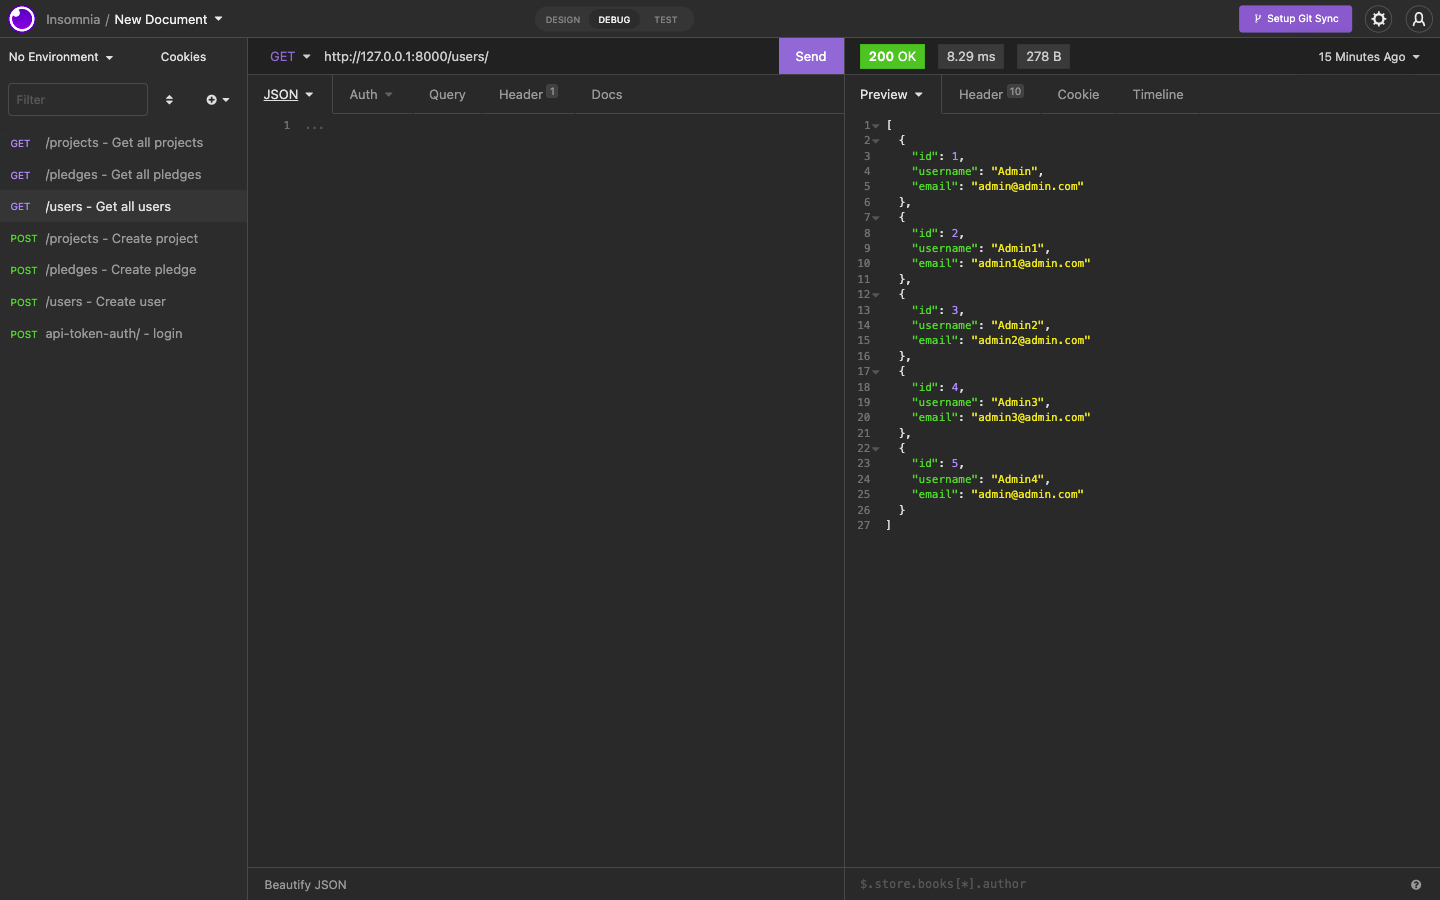 Insomnia / New Document
DESIGN DEBUG TEST
Setup Git Sync
No Environment
Cookies
GET http://127.0.0.1:8000/users/
Send
200 OK
8.29 ms
278 B
15 Minutes Ago
Filter
JSON
Auth
Query
Header 1
Docs
Preview
Header 10
Cookie
Timeline
GET /projects - Get all projects
GET /pledges - Get all pledges
GET /users - Get all users
POST /projects - Create project
POST /pledges - Create pledge
POST /users - Create user
POST api-token-auth/ - login
1 ...
1 [
2 {
3 "id": 1,
4 "username": "Admin",
5 "email": "admin@admin.com"
6 },
7 {
8 "id": 2,
9 "username": "Admin1",
10 "email": "admin1@admin.com"
11 },
12 {
13 "id": 3,
14 "username": "Admin2",
15 "email": "admin2@admin.com"
16 },
17 {
18 "id": 4,
19 "username": "Admin3",
20 "email": "admin3@admin.com"
21 },
22 {
23 "id": 5,
24 "username": "Admin4",
25 "email": "admin@admin.com"
26 }
27 ]
Beautify JSON
$.store.books[*].author
?